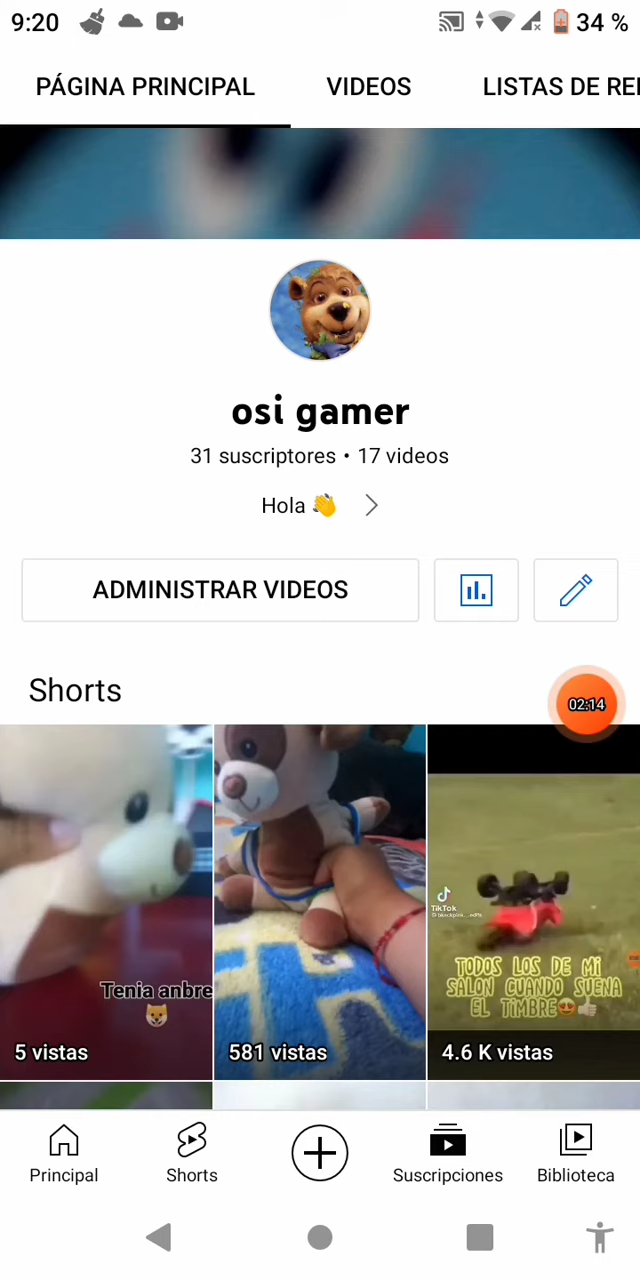 9:20
34 %
PÁGINA PRINCIPAL VIDEOS LISTAS DE RE
osi gamer
31 suscriptores • 17 videos
Hola 👋
ADMINISTRAR VIDEOS
Shorts
02:14
Tenia anbre
🐶
5 vistas
581 vistas
TikTok
TODOS LOS DE MI
SALON CUANDO SUENA
EL TIMBRE😍👍
4.6 K vistas
Principal Shorts Suscripciones Biblioteca